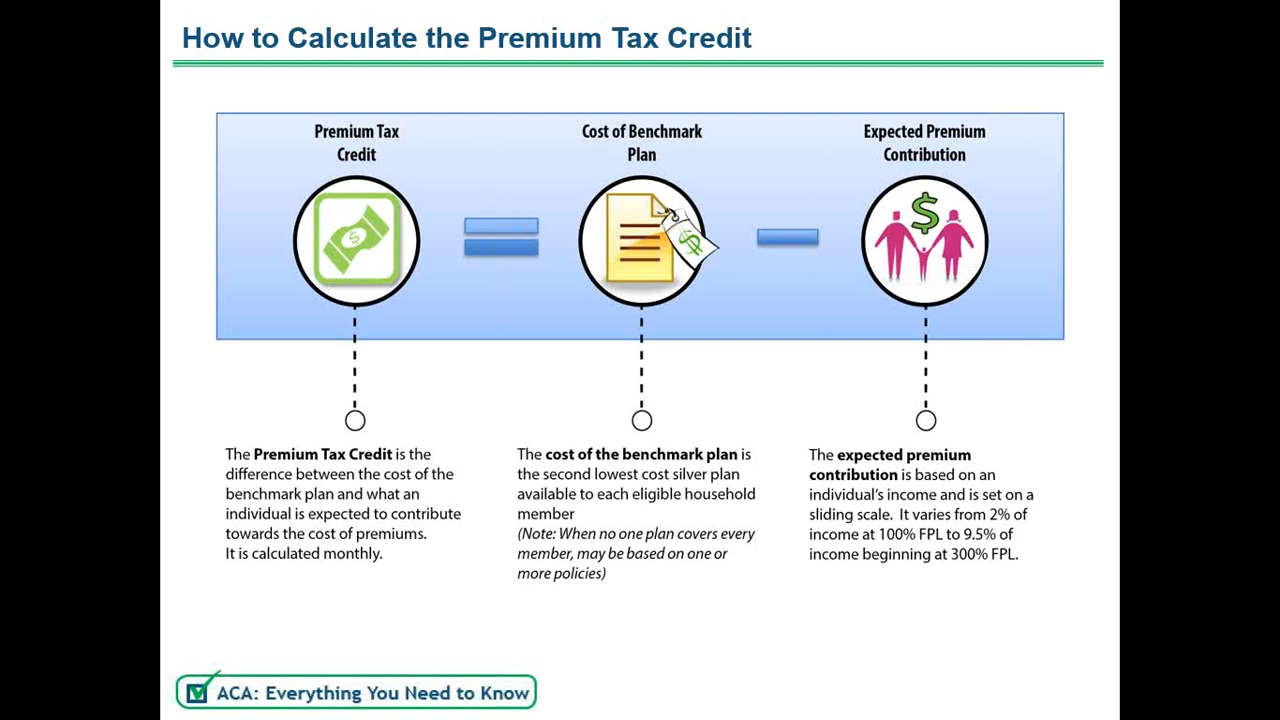 How to Calculate the Premium Tax Credit
Premium Tax
Credit
Cost of Benchmark
Plan
Expected Premium
Contribution
$
$
$
The Premium Tax Credit is the
difference between the cost of the
benchmark plan and what an
individual is expected to contribute
towards the cost of premiums.
It is calculated monthly.
The cost of the benchmark plan is
the second lowest cost silver plan
available to each eligible household
member
(Note: When no one plan covers every
member, may be based on one or
more policies)
The expected premium
contribution is based on an
individual's income and is set on a
sliding scale. It varies from 2% of
income at 100% FPL to 9.5% of
income beginning at 300% FPL.
ACA: Everything You Need to Know